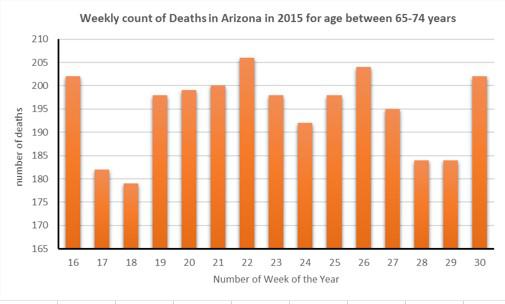 Weekly count of Deaths in Arizona in 2015 for age between 65-74 years
210
205
200
195
190
185
180
175
170
165
number of deaths
16 17 18 19 20 21 22 23 24 25 26 27 28 29 30
Number of Week of the Year